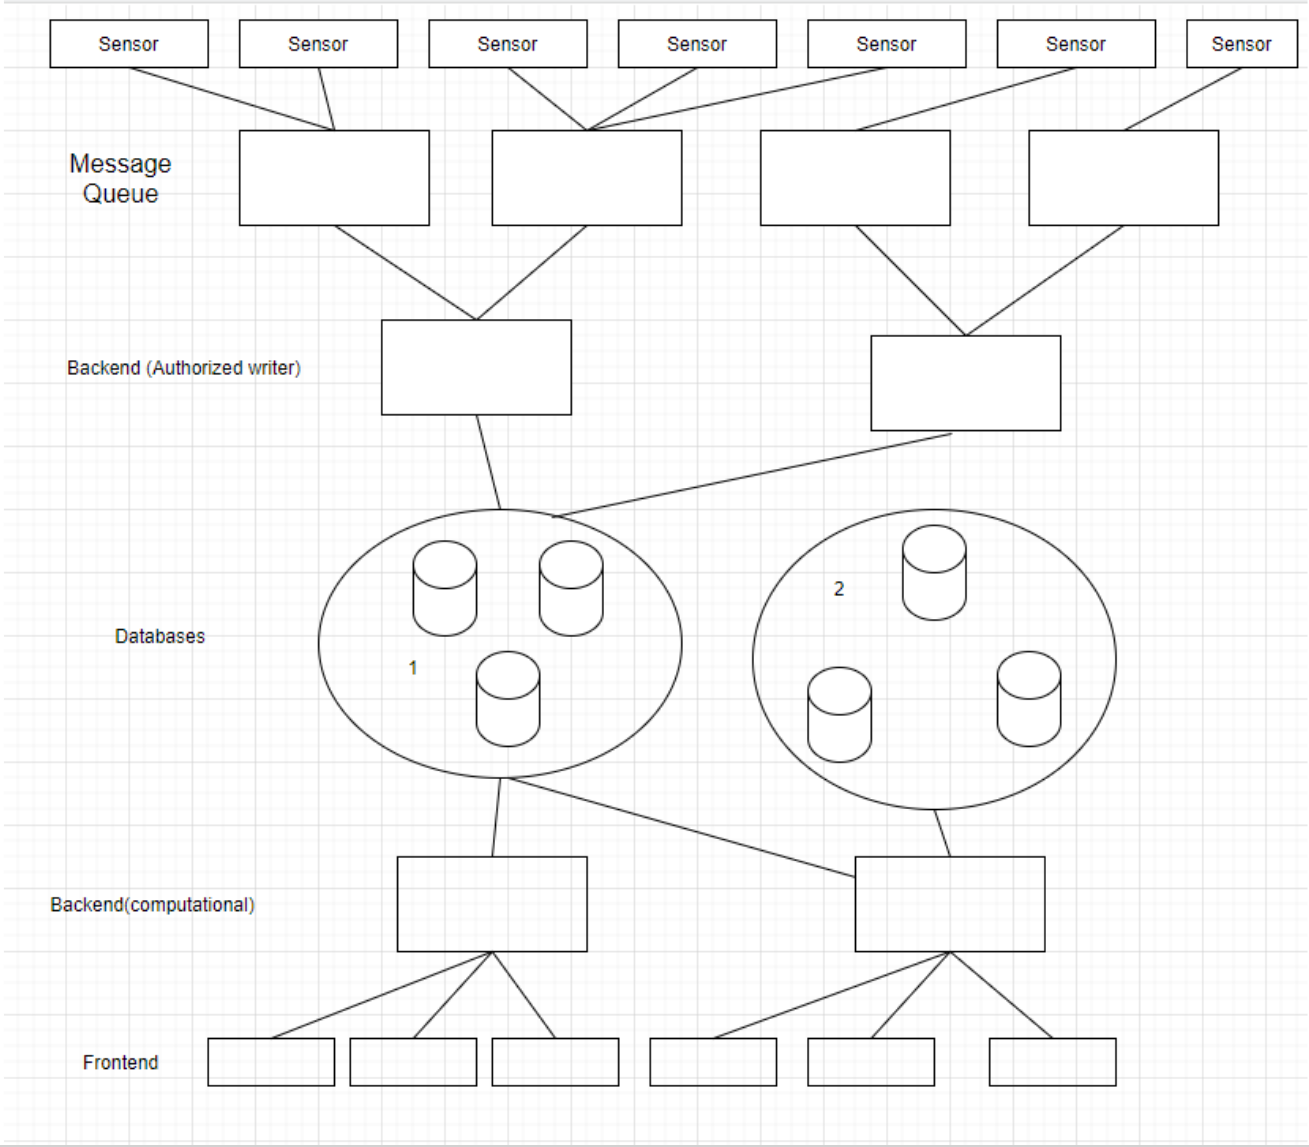 Sensor
Sensor
Sensor
Sensor
Sensor
Sensor
Sensor
Message
Queue
Backend (Authorized writer)
2
Databases
1
Backend(computational)
Frontend